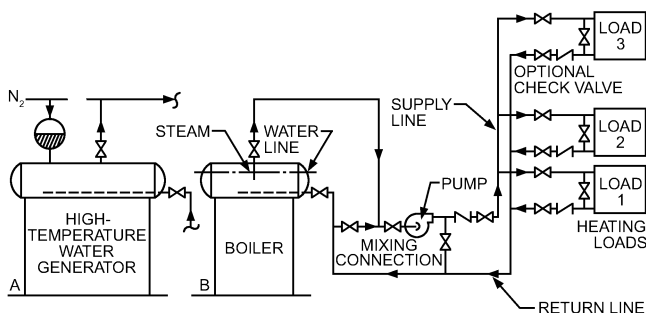 N₂
HIGH-
TEMPERATURE
WATER
GENERATOR
A
STEAM
WATER
LINE
BOILER
B
MIXING
CONNECTION
PUMP
SUPPLY
LINE
OPTIONAL
CHECK VALVE
LOAD
3
LOAD
2
LOAD
1
HEATING
LOADS
RETURN LINE